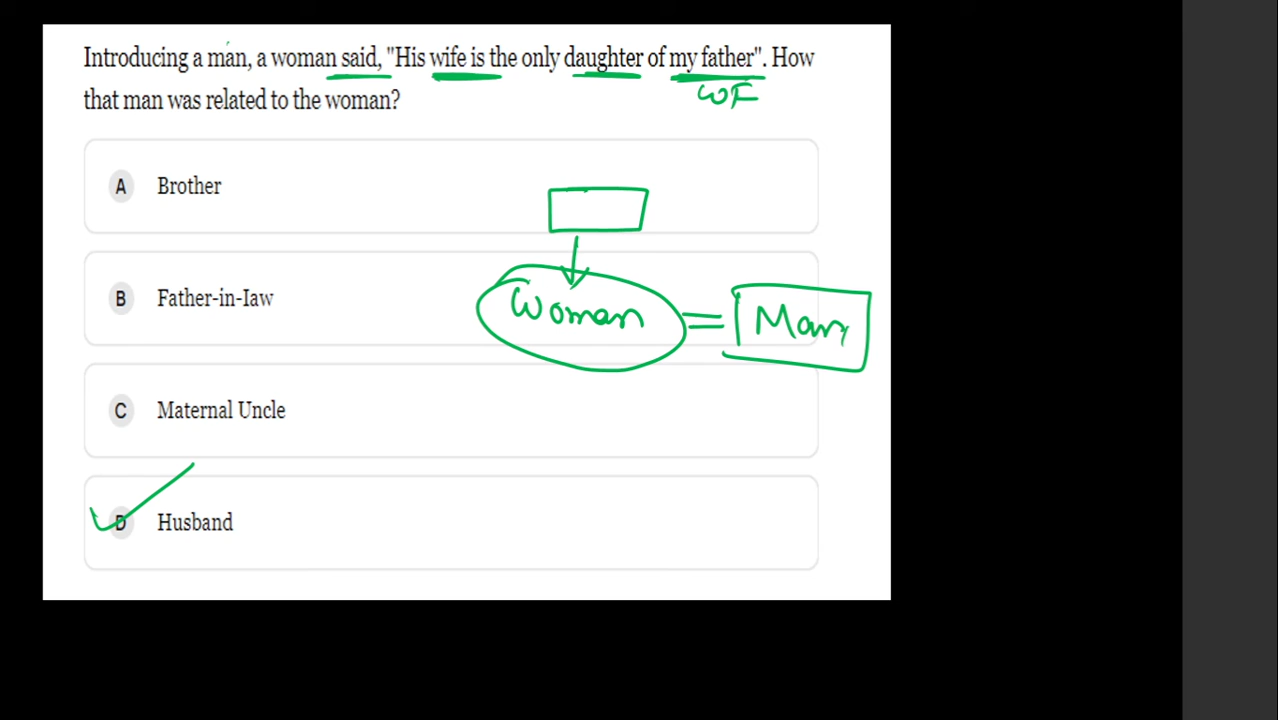 Introducing a man, a woman said, "His wife is the only daughter of my father". How
WF
that man was related to the woman?
A Brother
B Father-in-law
Woman = Man
C Maternal Uncle
D Husband